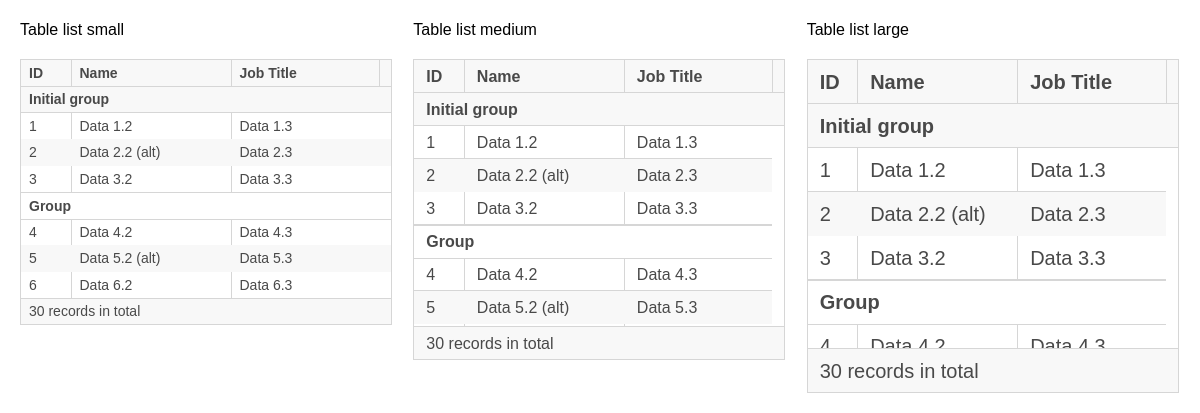 Table list small
ID Name Job Title
Initial group
1 Data 1.2 Data 1.3
2 Data 2.2 (alt) Data 2.3
3 Data 3.2 Data 3.3
Group
4 Data 4.2 Data 4.3
5 Data 5.2 (alt) Data 5.3
6 Data 6.2 Data 6.3
30 records in total
Table list medium
ID Name Job Title
Initial group
1 Data 1.2 Data 1.3
2 Data 2.2 (alt) Data 2.3
3 Data 3.2 Data 3.3
Group
4 Data 4.2 Data 4.3
5 Data 5.2 (alt) Data 5.3
30 records in total
Table list large
ID Name Job Title
Initial group
1 Data 1.2 Data 1.3
2 Data 2.2 (alt) Data 2.3
3 Data 3.2 Data 3.3
Group
4 Data 4.2 Data 4.3
30 records in total